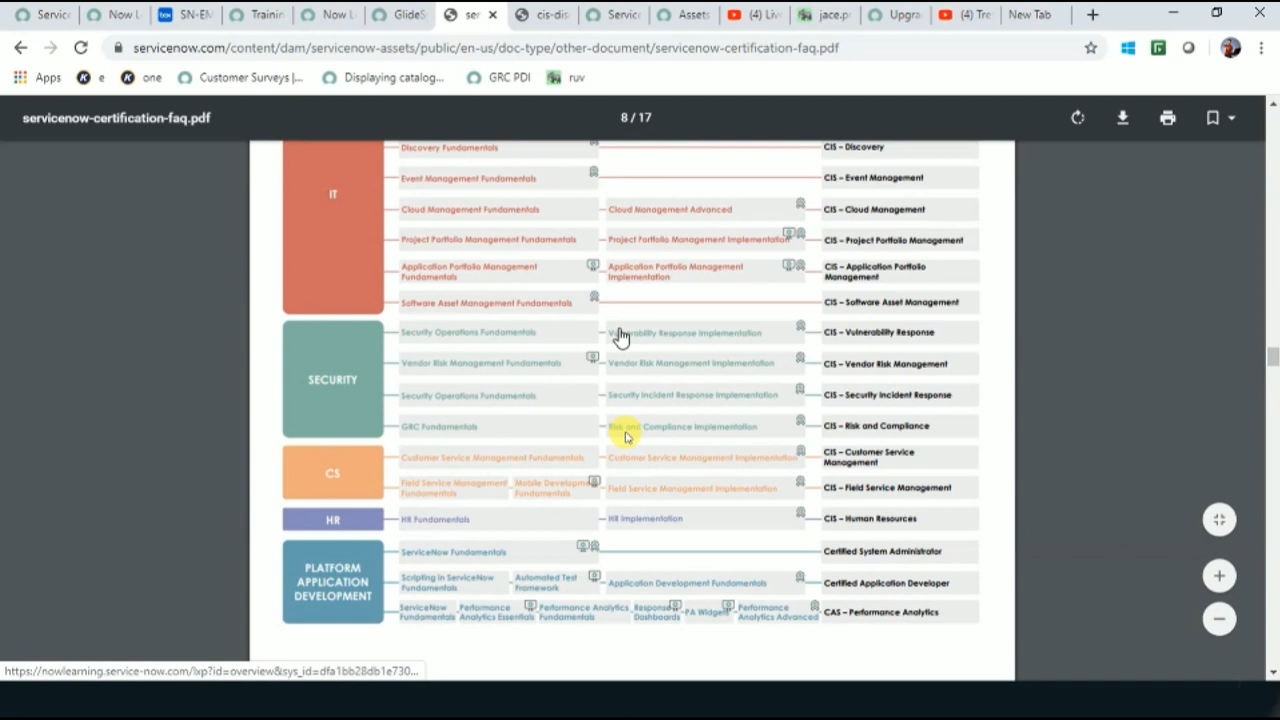 Servic
Now L
SN-EM
Trainin
Now L
GlideS
ser
cis-dis
Service
Assets
(4) Liv
jace.p
Upgra
(4) Tre
New Tab
servicenow.com/content/dam/servicenow-assets/public/en-us/doc-type/other-document/servicenow-certification-faq.pdf
Apps
e
one
Customer Surveys |...
Displaying catalog...
GRC PDI
ruv
servicenow-certification-faq.pdf
8 / 17
IT
Discovery Fundamentals
CIS – Discovery
Event Management Fundamentals
CIS – Event Management
Cloud Management Fundamentals
Cloud Management Advanced
CIS – Cloud Management
Project Portfolio Management Fundamentals
Project Portfolio Management Implementation
CIS – Project Portfolio Management
Application Portfolio Management
Fundamentals
Application Portfolio Management
Implementation
CIS – Application Portfolio
Management
Software Asset Management Fundamentals
CIS – Software Asset Management
SECURITY
Security Operations Fundamentals
Vulnerability Response Implementation
CIS – Vulnerability Response
Vendor Risk Management Fundamentals
Vendor Risk Management Implementation
CIS – Vendor Risk Management
Security Operations Fundamentals
Security Incident Response Implementation
CIS – Security Incident Response
GRC Fundamentals
Risk and Compliance Implementation
CIS – Risk and Compliance
CS
Customer Service Management Fundamentals
Customer Service Management Implementation
CIS – Customer Service
Management
Field Service Management
Fundamentals
Mobile Developme
Fundamentals
Field Service Management Implementation
CIS – Field Service Management
HR
HR Fundamentals
HR Implementation
CIS – Human Resources
PLATFORM
APPLICATION
DEVELOPMENT
ServiceNow Fundamentals
Certified System Administrator
Scripting in ServiceNow
Fundamentals
Automated Test
Framework
Application Development Fundamentals
Certified Application Developer
ServiceNow
Fundamentals
Performance
Analytics Essentials
Performance Analytics
Fundamentals
Response
Dashboards
PA Widgets
Performance
Analytics Advanced
CAS – Performance Analytics
https://nowlearning.service-now.com/lxp?id=overview&sys_id=dfa1bb28db1e730...